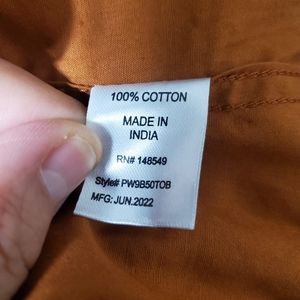 100% COTTON
MADE IN
INDIA
RN# 148549
Style# PW9B50TOB
MFG: JUN.2022